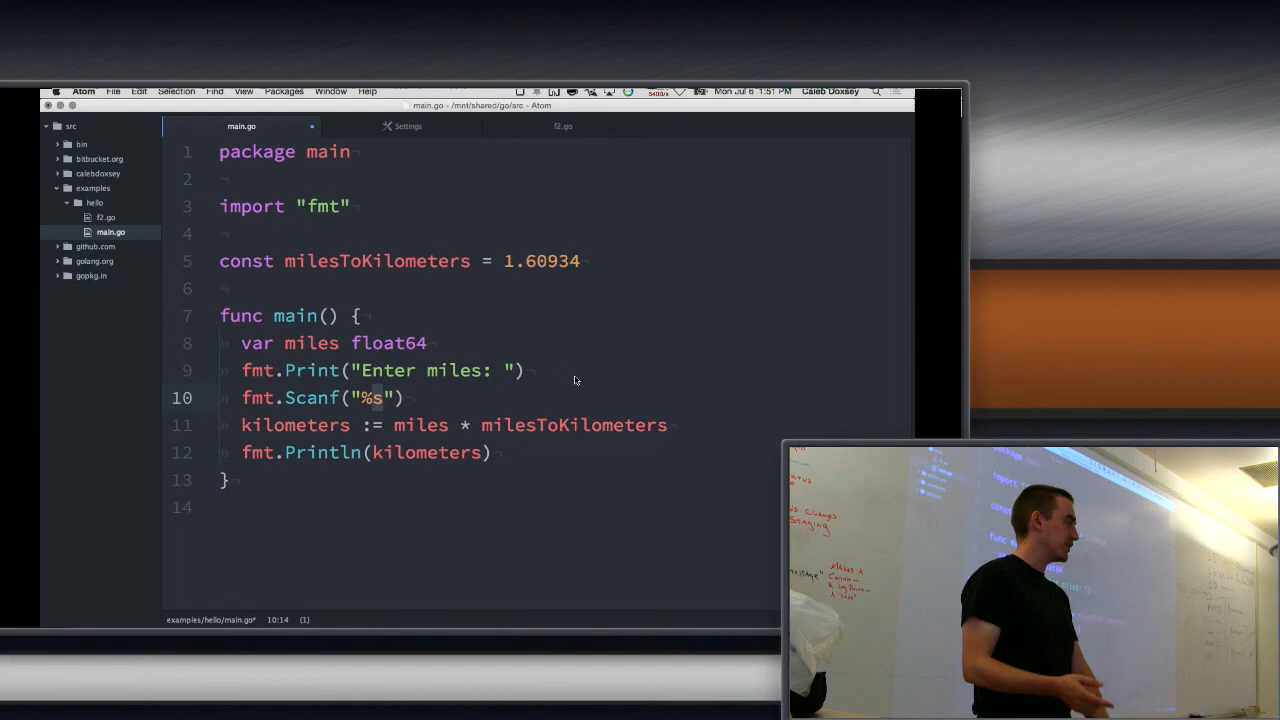 Atom File Edit Selection Find View Packages Window Help Mon Jul 6 1:51 PM Caleb Doxsey
main.go - /mnt/shared/go/src - Atom
src
main.go Settings f2.go
bin
bitbucket.org
calebdoxsey
examples
hello
f2.go
main.go
github.com
golang.org
gopkg.in
1 package main
2
3 import "fmt"
4
5 const milesToKilometers = 1.60934
6
7 func main() {
8 var miles float64
9 fmt.Print("Enter miles: ")
10 fmt.Scanf("%s")
11 kilometers := miles * milesToKilometers
12 fmt.Println(kilometers)
13 }
14
examples/hello/main.go* 10:14 (1)
CHANGES
STAGING
MAKES A